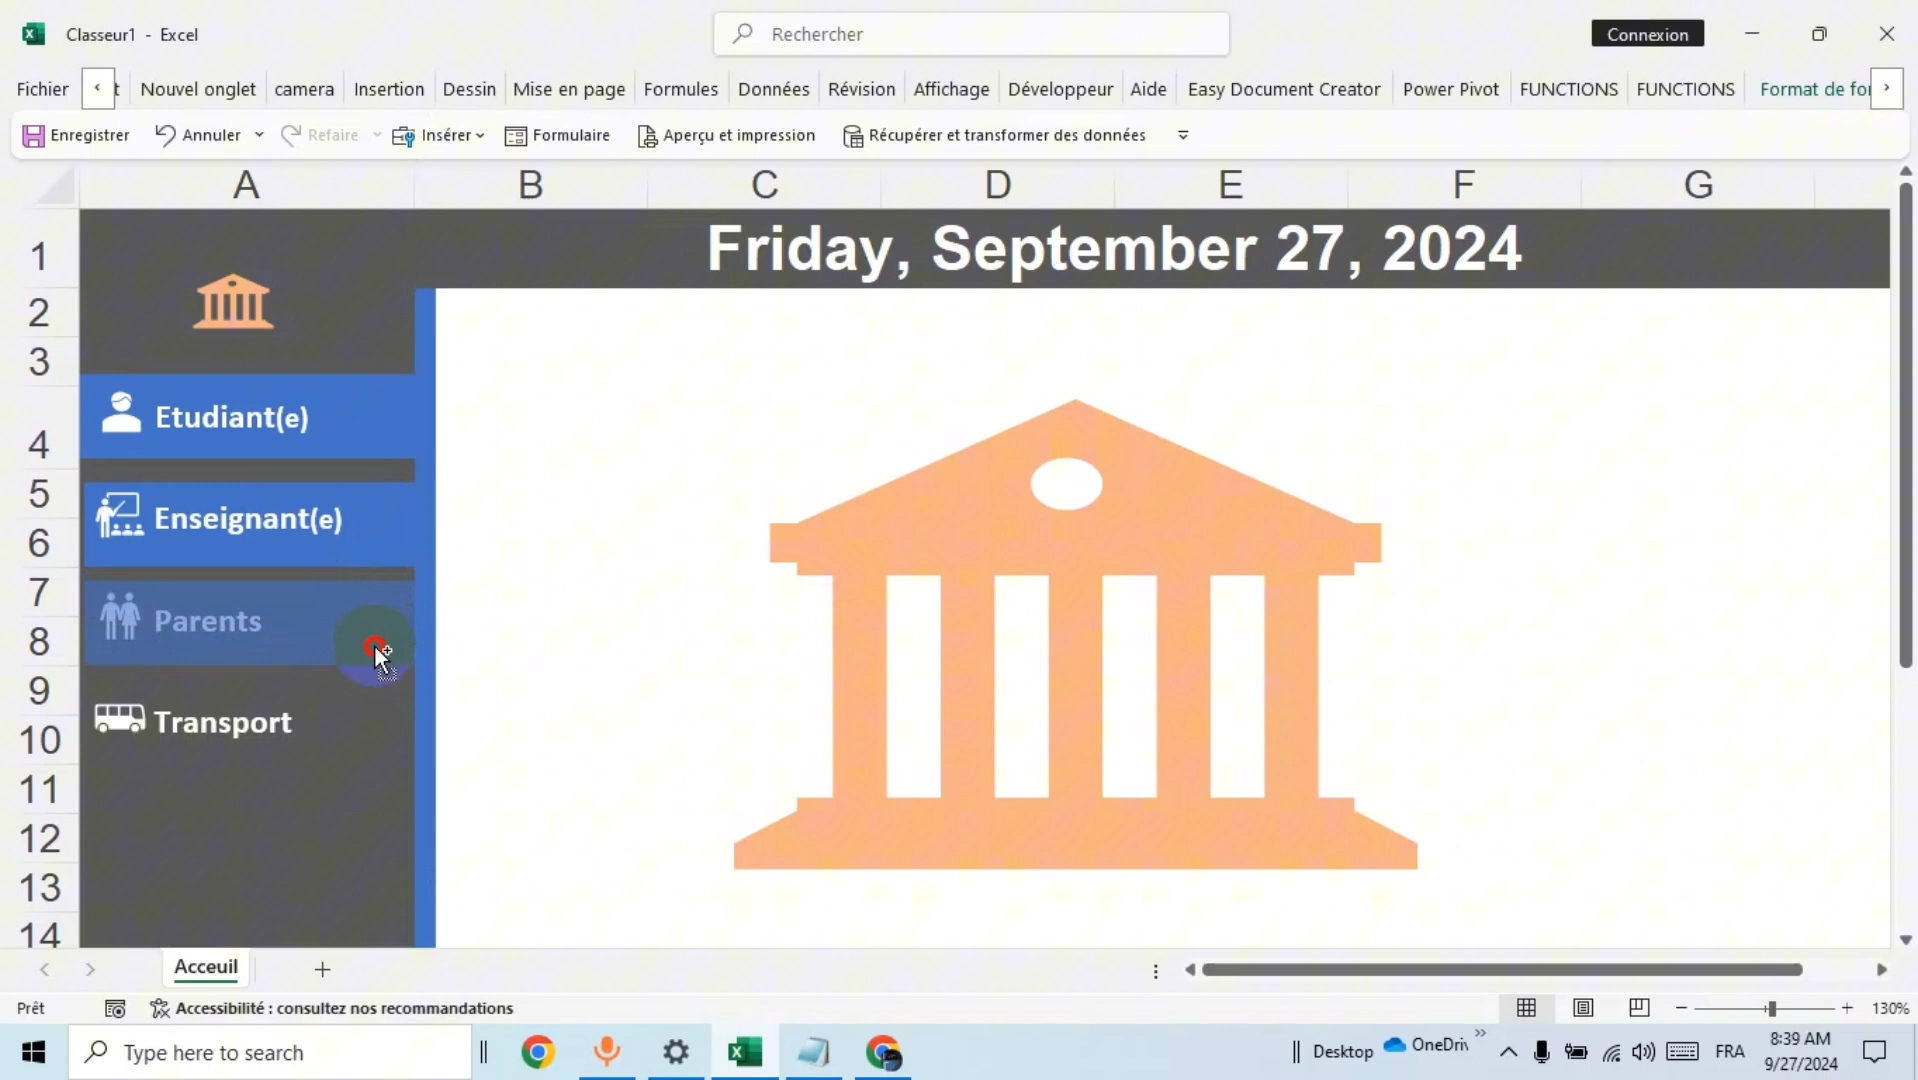 Classeur1 - Excel
Rechercher
Connexion
Fichier
Nouvel onglet
camera
Insertion
Dessin
Mise en page
Formules
Données
Révision
Affichage
Développeur
Aide
Easy Document Creator
Power Pivot
FUNCTIONS
FUNCTIONS
Format de for
Enregistrer
Annuler
Refaire
Insérer
Formulaire
Aperçu et impression
Récupérer et transformer des données
A B C D E F G
1
Friday, September 27, 2024
2
3
4
Etudiant(e)
5
Enseignant(e)
6
7
Parents
8
9
Transport
10
11
12
13
14
Acceuil
Prêt
Accessibilité : consultez nos recommandations
130%
Type here to search
Desktop
OneDriv
FRA
8:39 AM
9/27/2024